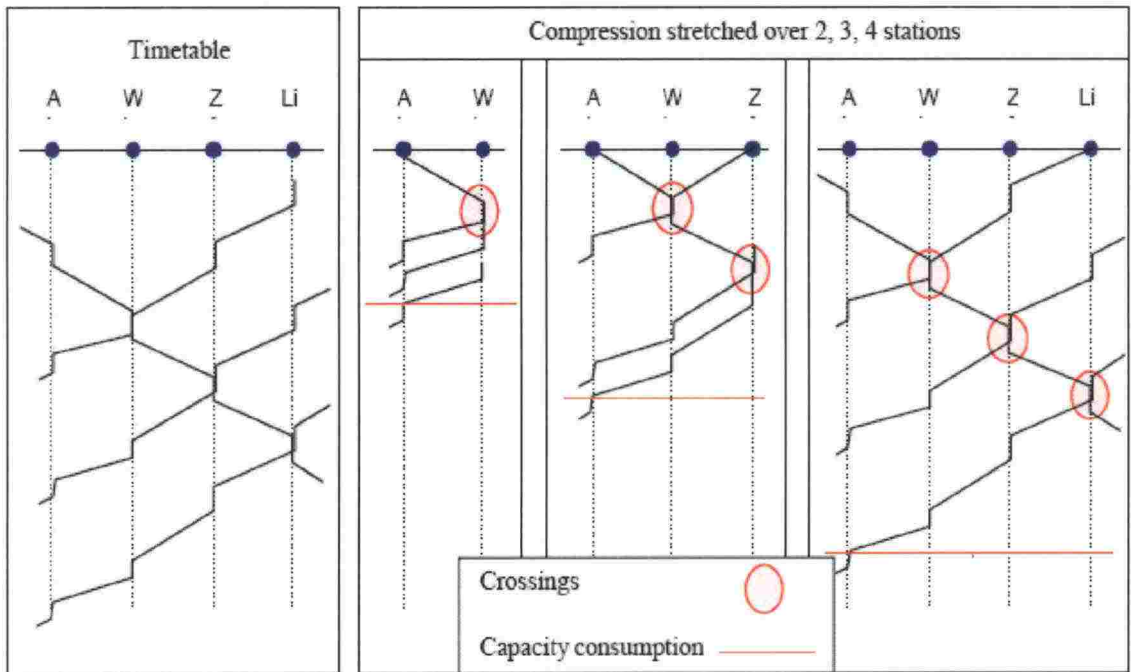 Timetable
Compression stretched over 2, 3, 4 stations
A W Z Li
A W
A W Z
A W Z Li
Crossings
Capacity consumption